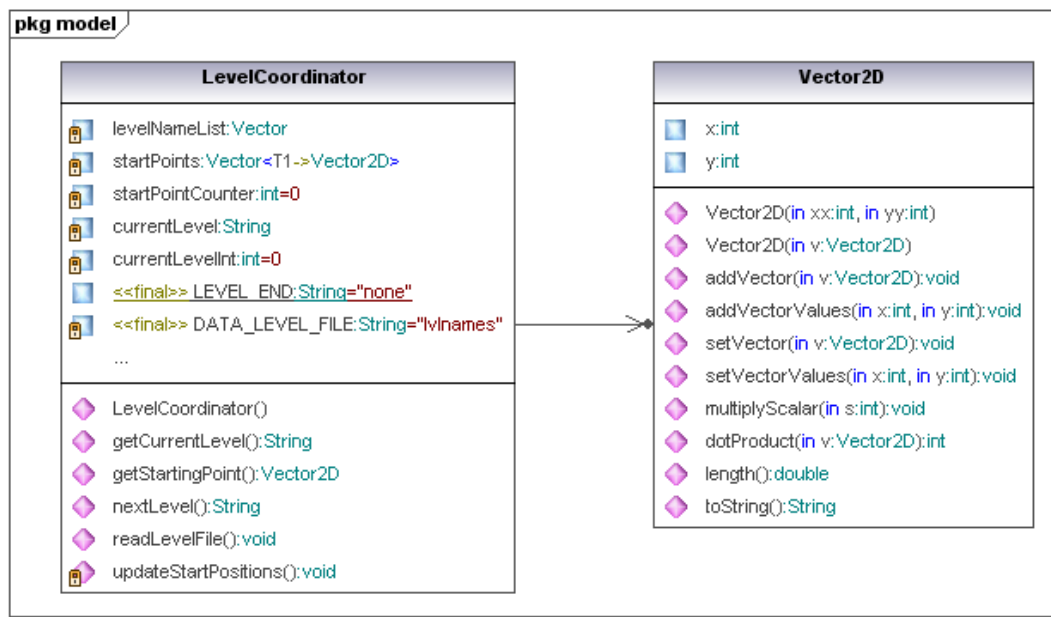 pkg model
LevelCoordinator
levelNameList:Vector
startPoints:Vector<T1->Vector2D>
startPointCounter:int=0
currentLevel:String
currentLevelInt:int=0
<<final>> LEVEL_END:String="none"
<<final>> DATA_LEVEL_FILE:String="lvlnames"
...
LevelCoordinator()
getCurrentLevel():String
getStartingPoint():Vector2D
nextLevel():String
readLevelFile():void
updateStartPositions():void
Vector2D
x:int
y:int
Vector2D(in xx:int, in yy:int)
Vector2D(in v:Vector2D)
addVector(in v:Vector2D):void
addVectorValues(in x:int, in y:int):void
setVector(in v:Vector2D):void
setVectorValues(in x:int, in y:int):void
multiplyScalar(in s:int):void
dotProduct(in v:Vector2D):int
length():double
toString():String